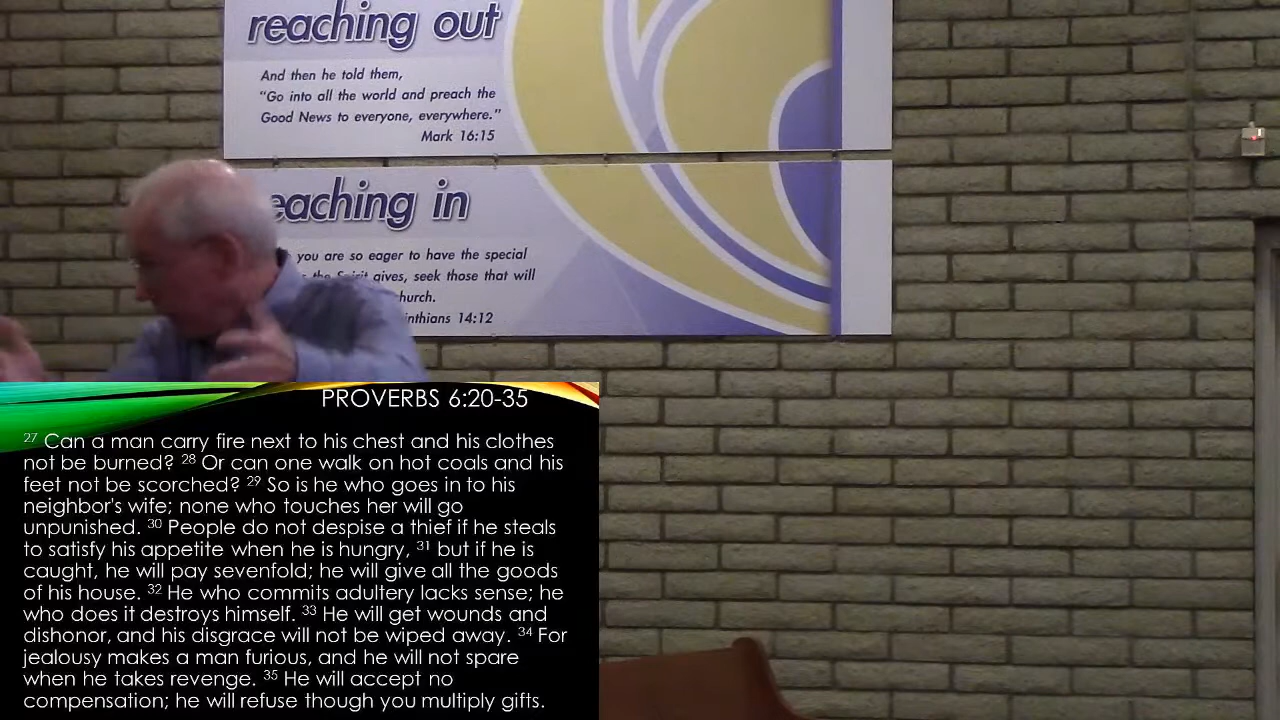 reaching out
And then he told them,
“Go into all the world and preach the
Good News to everyone, everywhere.”
Mark 16:15
eaching in
you are so eager to have the special
the Spirit gives, seek those that will
hurch.
inthians 14:12
PROVERBS 6:20-35
27 Can a man carry fire next to his chest and his clothes
not be burned? 28 Or can one walk on hot coals and his
feet not be scorched? 29 So is he who goes in to his
neighbor's wife; none who touches her will go
unpunished. 30 People do not despise a thief if he steals
to satisfy his appetite when he is hungry, 31 but if he is
caught, he will pay sevenfold; he will give all the goods
of his house. 32 He who commits adultery lacks sense; he
who does it destroys himself. 33 He will get wounds and
dishonor, and his disgrace will not be wiped away. 34 For
jealousy makes a man furious, and he will not spare
when he takes revenge. 35 He will accept no
compensation; he will refuse though you multiply gifts.